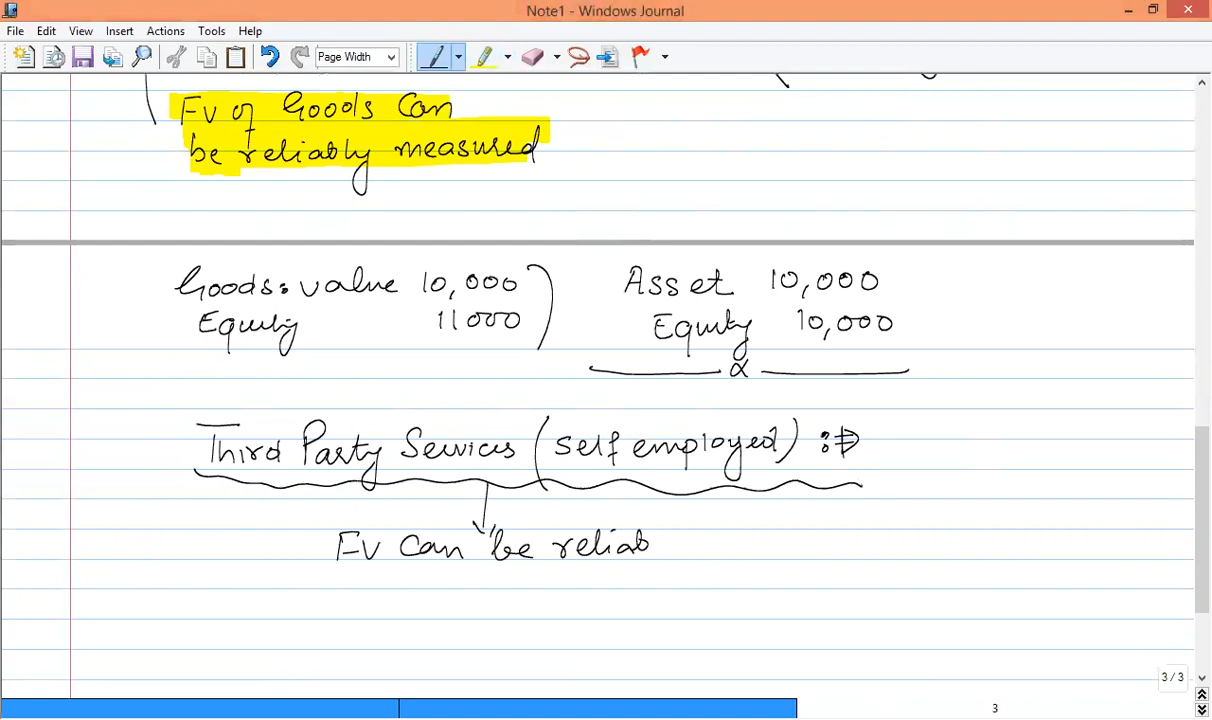 Note1 - Windows Journal
File Edit View Insert Actions Tools Help
Page Width
FV of Goods Can
be reliably measured
Goods: value 10,000
Equity 11000
Asset 10,000
Equity 10,000
Third Party Services (self employed) :⇒
FV can be reliab
3 / 3
3